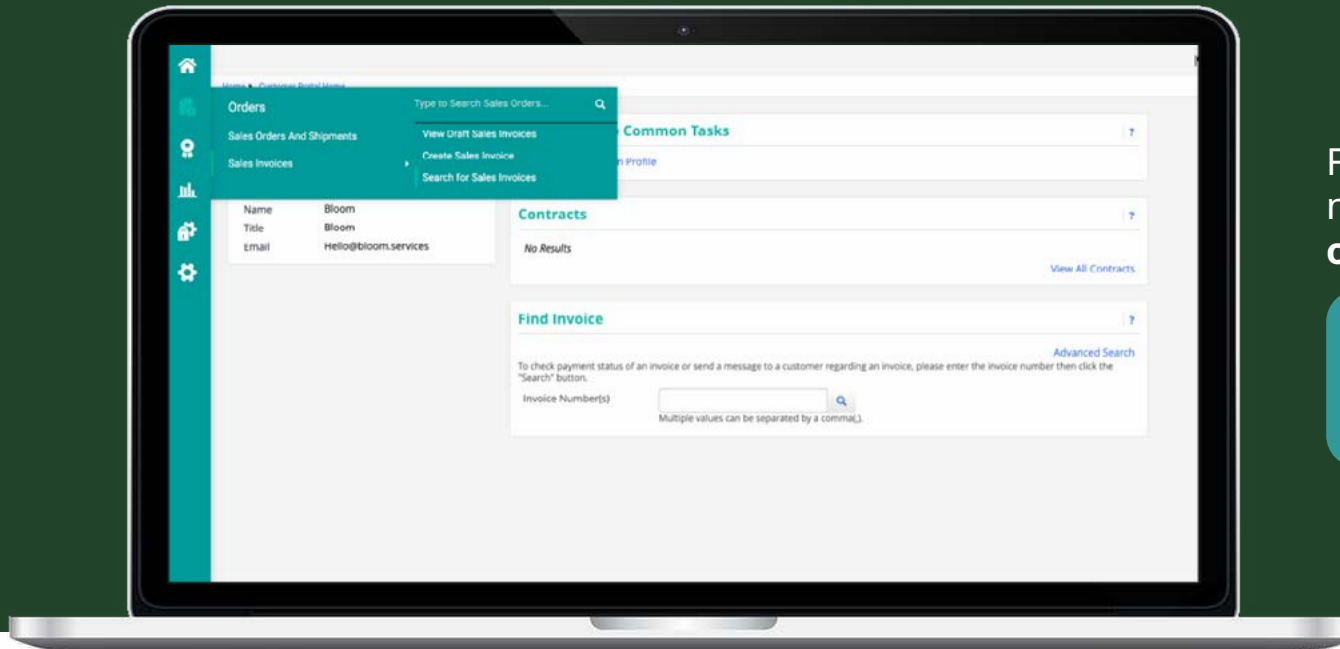 Home ▸ Customer Portal Home
Orders
Type to Search Sales Orders...
Sales Orders And Shipments
Sales Invoices
View Draft Sales Invoices
Create Sales Invoice
Search for Sales Invoices
Common Tasks
?
Profile
Name Bloom
Title Bloom
Email Hello@bloom.services
Contracts
?
No Results
View All Contracts
Find Invoice
?
Advanced Search
To check payment status of an invoice or send a message to a customer regarding an invoice, please enter the invoice number then click the
"Search" button.
Invoice Number(s)
Multiple values can be separated by a comma(,).